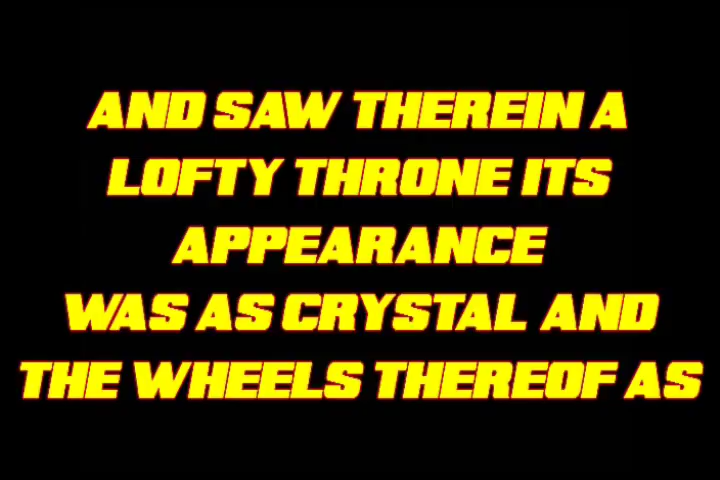 AND SAW THEREIN A
LOFTY THRONE ITS
APPEARANCE
WAS AS CRYSTAL AND
THE WHEELS THEREOF AS